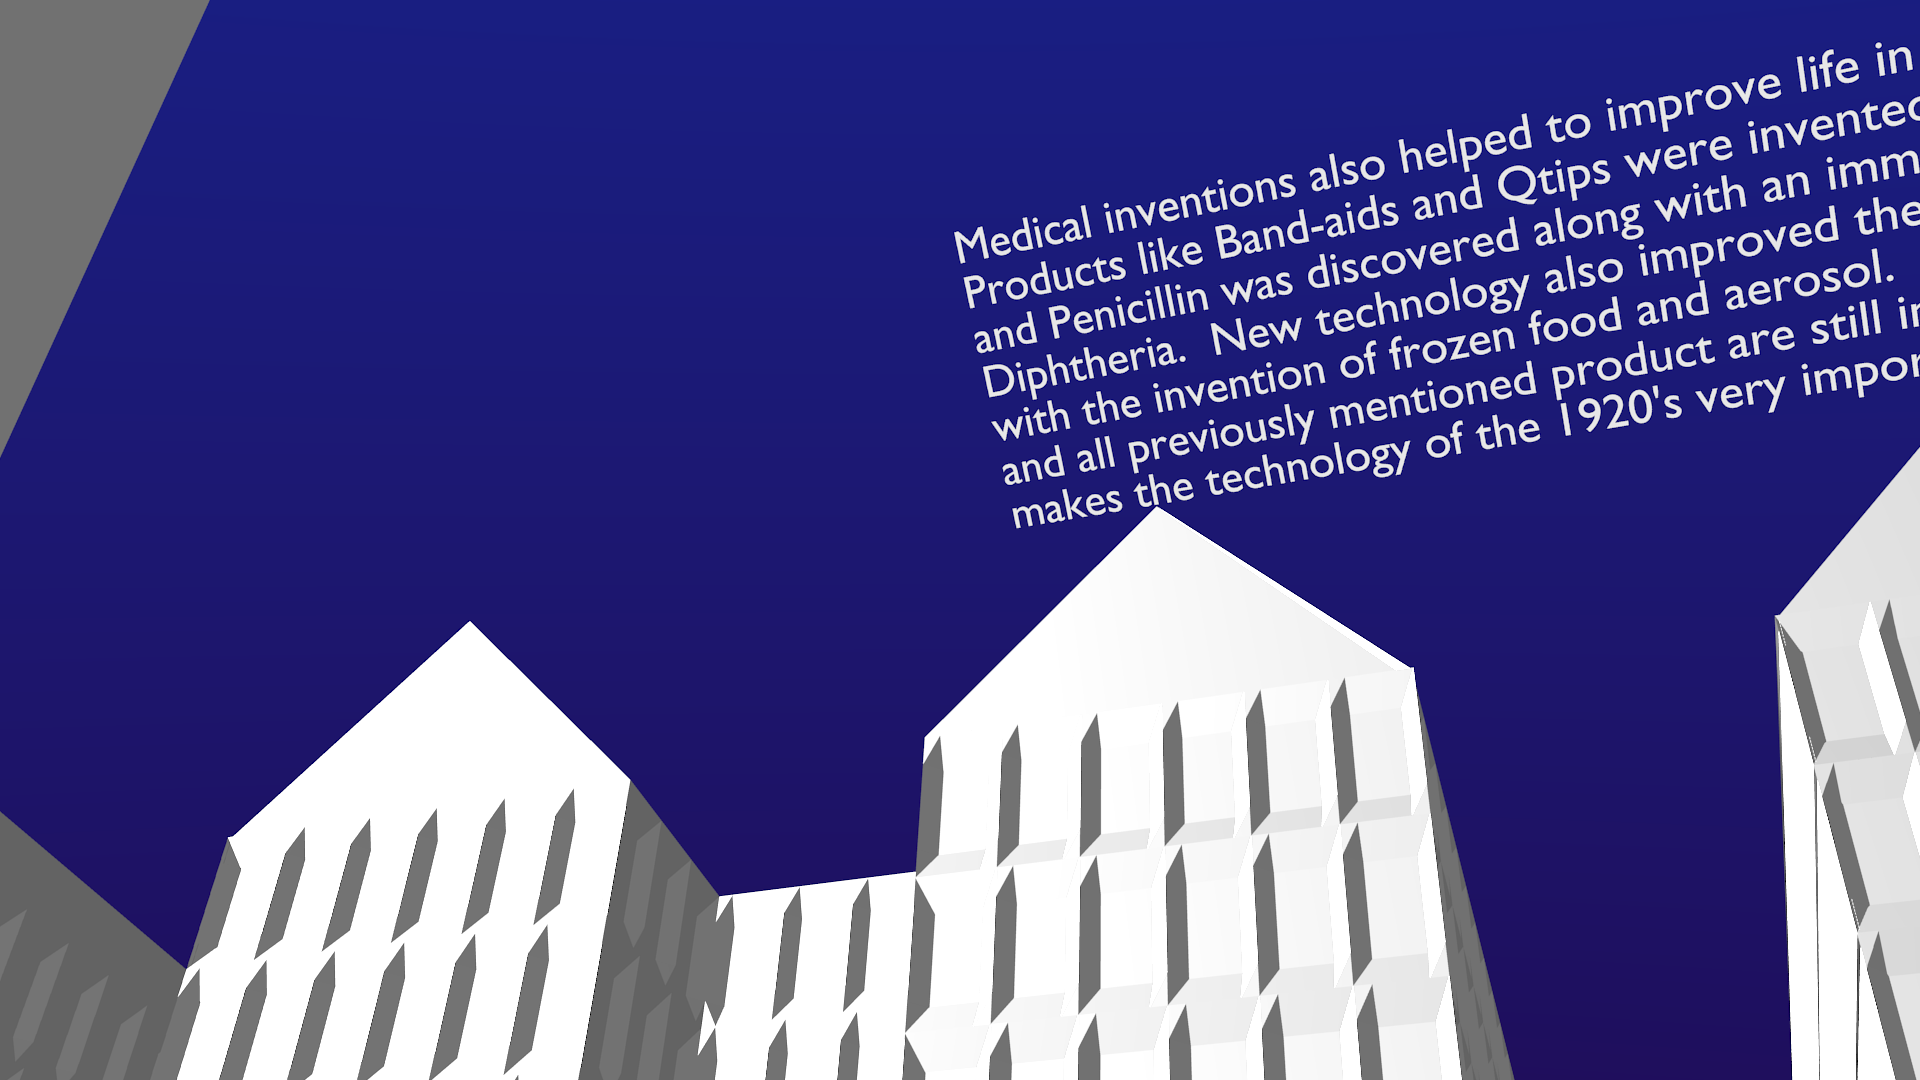 Medical inventions also helped to improve life in
Products like Band-aids and Qtips were invented
and Penicillin was discovered along with an imm
Diphtheria.  New technology also improved the
with the invention of frozen food and aerosol.
and all previously mentioned product are still in
makes the technology of the 1920's very impor